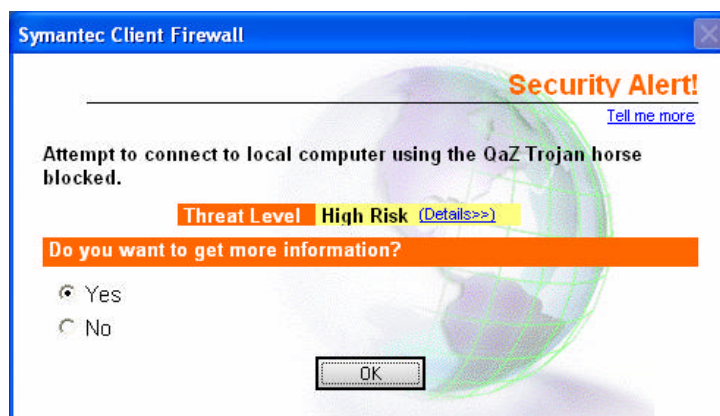 Symantec Client Firewall
Security Alert!
Tell me more
Attempt to connect to local computer using the QaZ Trojan horse
blocked.
Threat Level High Risk (Details>>)
Do you want to get more information?
Yes
No
OK